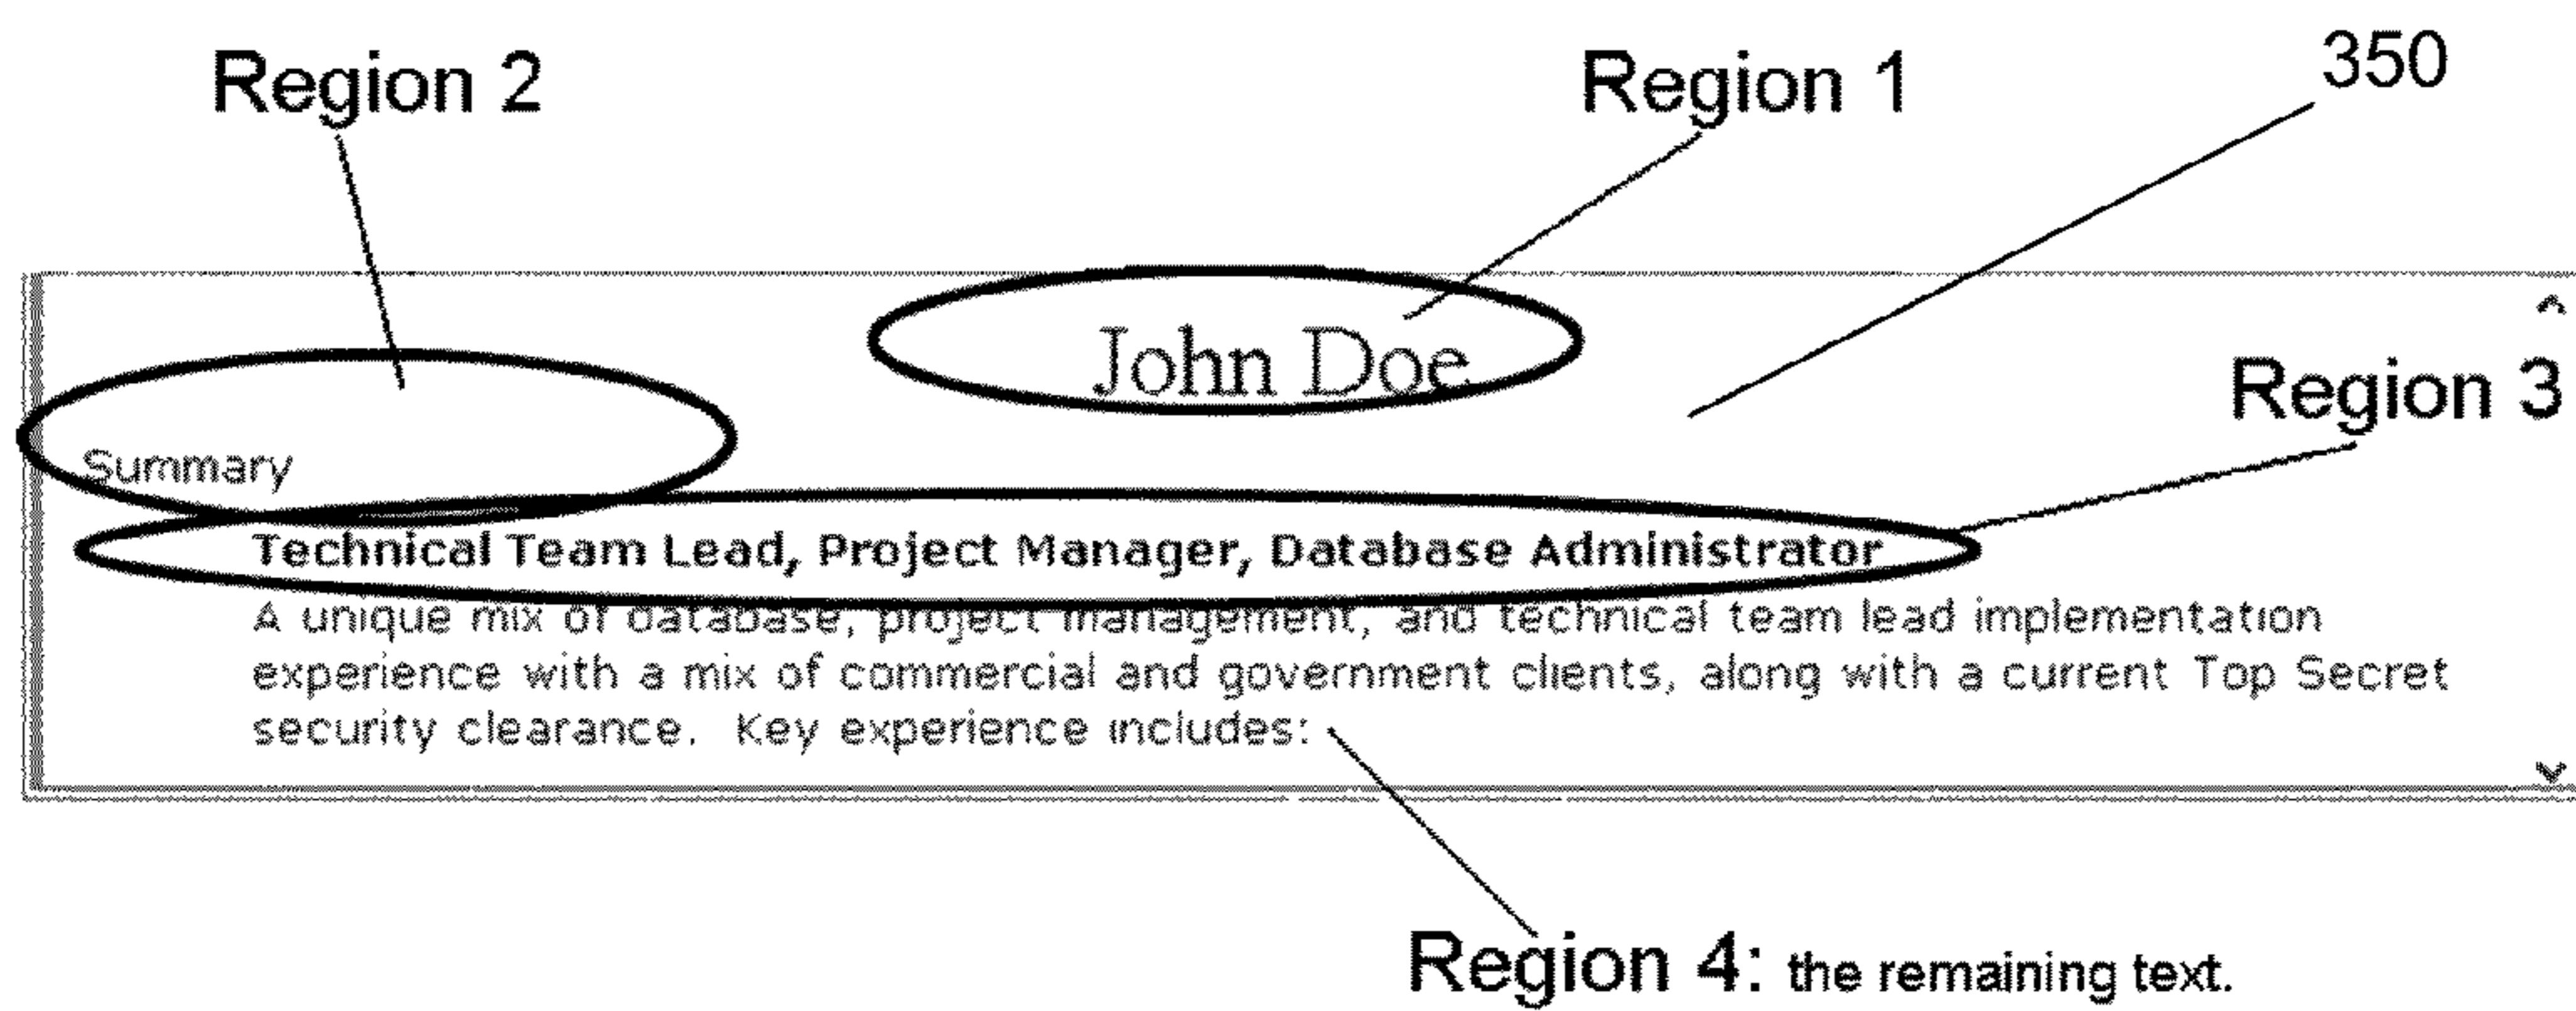 Region 2
Region 1
350
John Doe
Region 3
Summary
Technical Team Lead, Project Manager, Database Administrator
A unique mix of database, project management, and technical team lead implementation
experience with a mix of commercial and government clients, along with a current Top Secret
security clearance. Key experience includes:
Region 4: the remaining text.